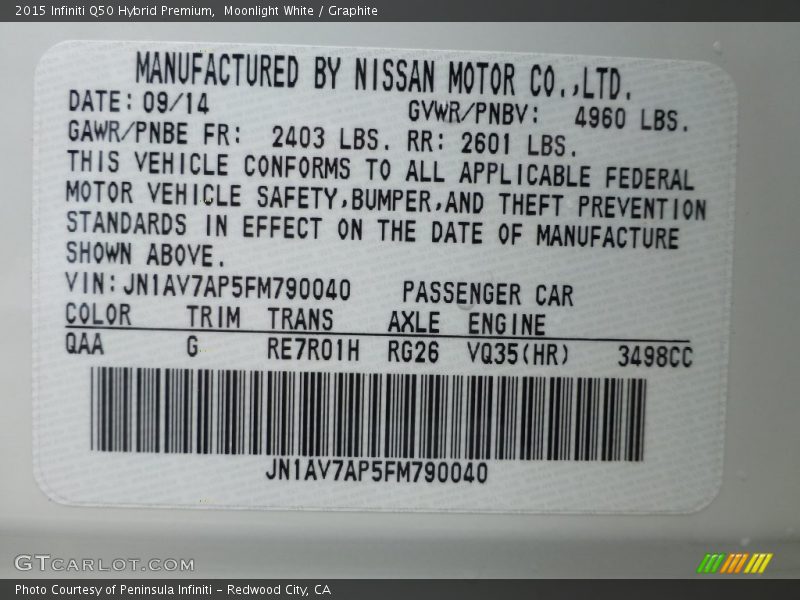 2015 Infiniti Q50 Hybrid Premium, Moonlight White / Graphite
MANUFACTURED BY NISSAN MOTOR CO.,LTD.
DATE: 09/14 GVWR/PNBV: 4960 LBS.
GAWR/PNBE FR: 2403 LBS. RR: 2601 LBS.
THIS VEHICLE CONFORMS TO ALL APPLICABLE FEDERAL
MOTOR VEHICLE SAFETY,BUMPER,AND THEFT PREVENTION
STANDARDS IN EFFECT ON THE DATE OF MANUFACTURE
SHOWN ABOVE.
VIN: JN1AV7AP5FM790040 PASSENGER CAR
COLOR TRIM TRANS AXLE ENGINE
QAA G RE7R01H RG26 VQ35(HR) 3498CC
JN1AV7AP5FM790040
GTCARLOT.COM
Photo Courtesy of Peninsula Infiniti - Redwood City, CA